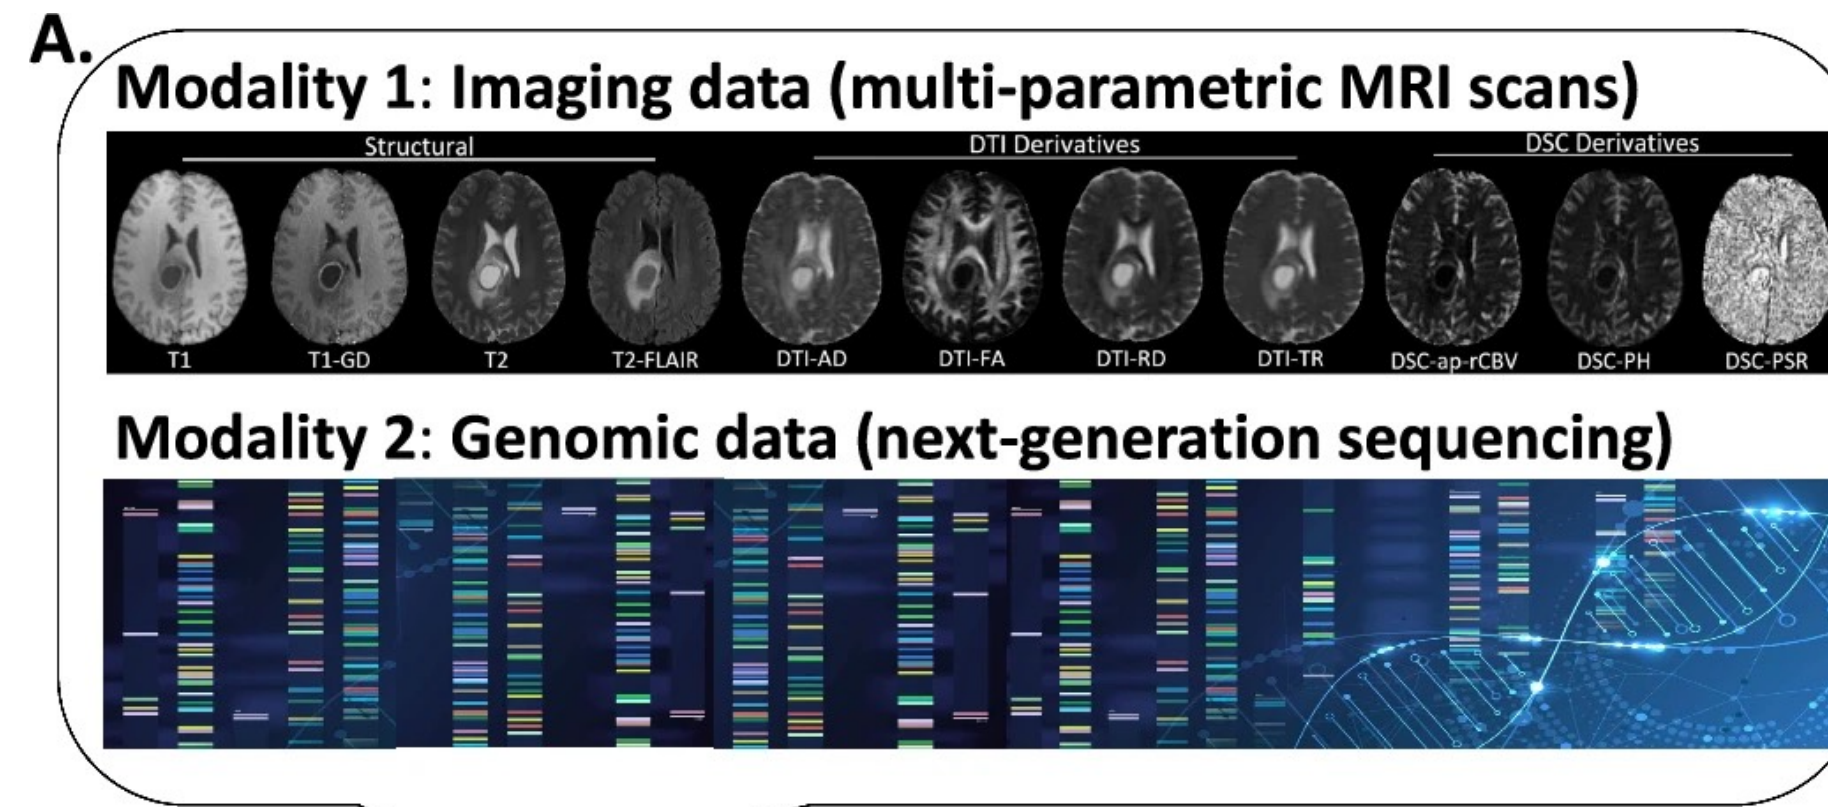 A.
Modality 1: Imaging data (multi-parametric MRI scans)
Structural DTI Derivatives DSC Derivatives
T1 T1-GD T2 T2-FLAIR DTI-AD DTI-FA DTI-RD DTI-TR DSC-ap-rCBV DSC-PH DSC-PSR
Modality 2: Genomic data (next-generation sequencing)